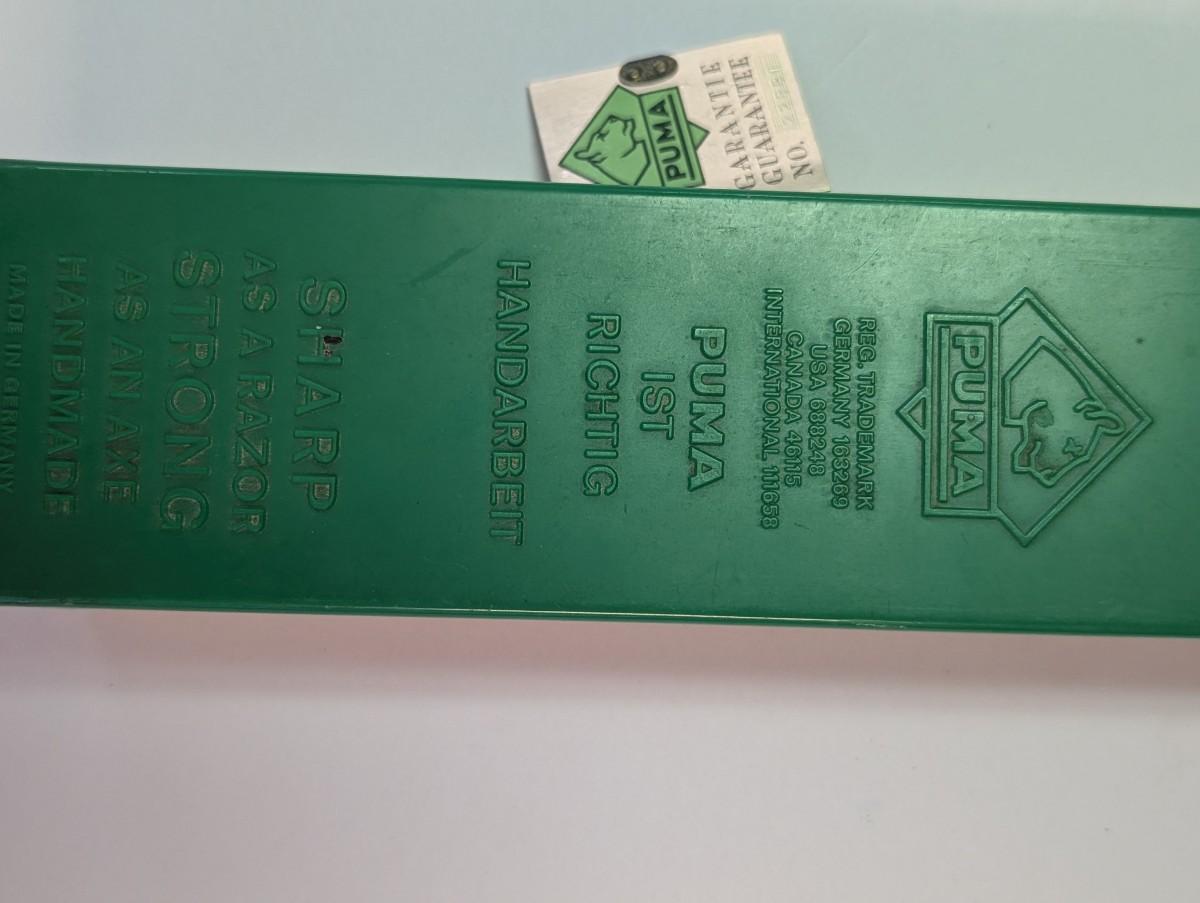 PUMA
REG. TRADEMARK
GERMANY 163269
USA 688248
CANADA 46115
INTERNATIONAL 111658
PUMA
IST
RICHTIG
HANDARBEIT
SHARP
AS A RAZOR
STRONG
AS AN AXE
HANDMADE
MADE IN GERMANY
PUMA
GARANTIE
GUARANTEE
NO.